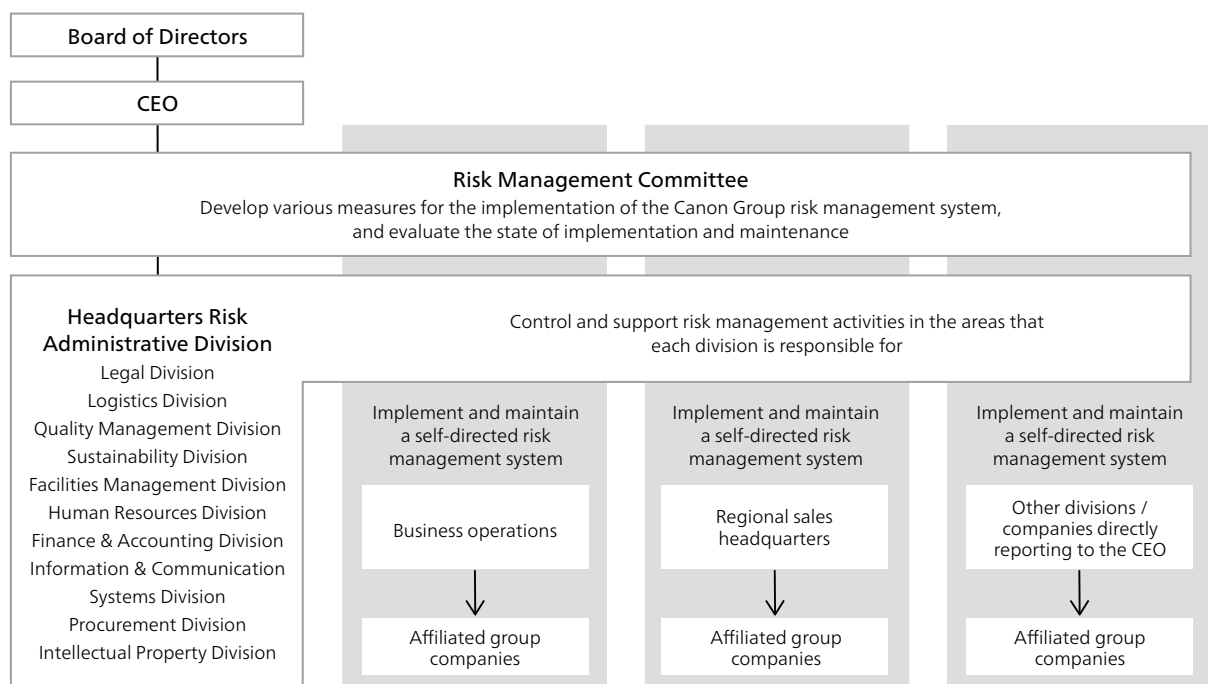 Board of Directors
CEO
Risk Management Committee
Develop various measures for the implementation of the Canon Group risk management system,
and evaluate the state of implementation and maintenance
Headquarters Risk
Administrative Division
Legal Division
Logistics Division
Quality Management Division
Sustainability Division
Facilities Management Division
Human Resources Division
Finance & Accounting Division
Information & Communication
Systems Division
Procurement Division
Intellectual Property Division
Control and support risk management activities in the areas that
each division is responsible for
Implement and maintain
a self-directed risk
management system
Business operations
Affiliated group
companies
Implement and maintain
a self-directed risk
management system
Regional sales
headquarters
Affiliated group
companies
Implement and maintain
a self-directed risk
management system
Other divisions /
companies directly
reporting to the CEO
Affiliated group
companies